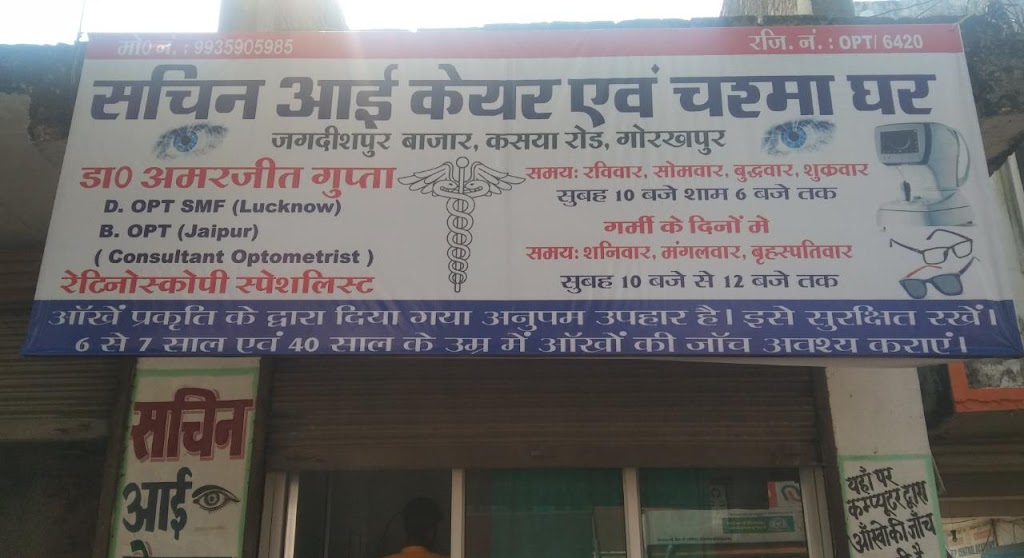 मो0 नं. : 9935905985
रजि. नं. : OPT/ 6420
सचिन आई केयर एवं चश्मा घर
जगदीशपुर बाजार, कसया रोड, गोरखपुर
डा0 अमरजीत गुप्ता
D. OPT SMF (Lucknow)
B. OPT (Jaipur)
( Consultant Optometrist )
रेटिनोस्कोपी स्पेशलिस्ट
समय: रविवार, सोमवार, बुद्धवार, शुक्रवार
सुबह 10 बजे शाम 6 बजे तक
गर्मी के दिनों मे
समय: शनिवार, मंगलवार, बृहस्पतिवार
सुबह 10 बजे से 12 बजे तक
ऑखें प्रकृति के द्वारा दिया गया अनुपम उपहार है। इसे सुरक्षित रखें।
6 से 7 साल एवं 40 साल के उम्र में ऑखों की जॉच अवश्य कराएं।
सचिन
आई
यहाँ पर
कम्प्यूटर द्वारा
आँखो की जाँच